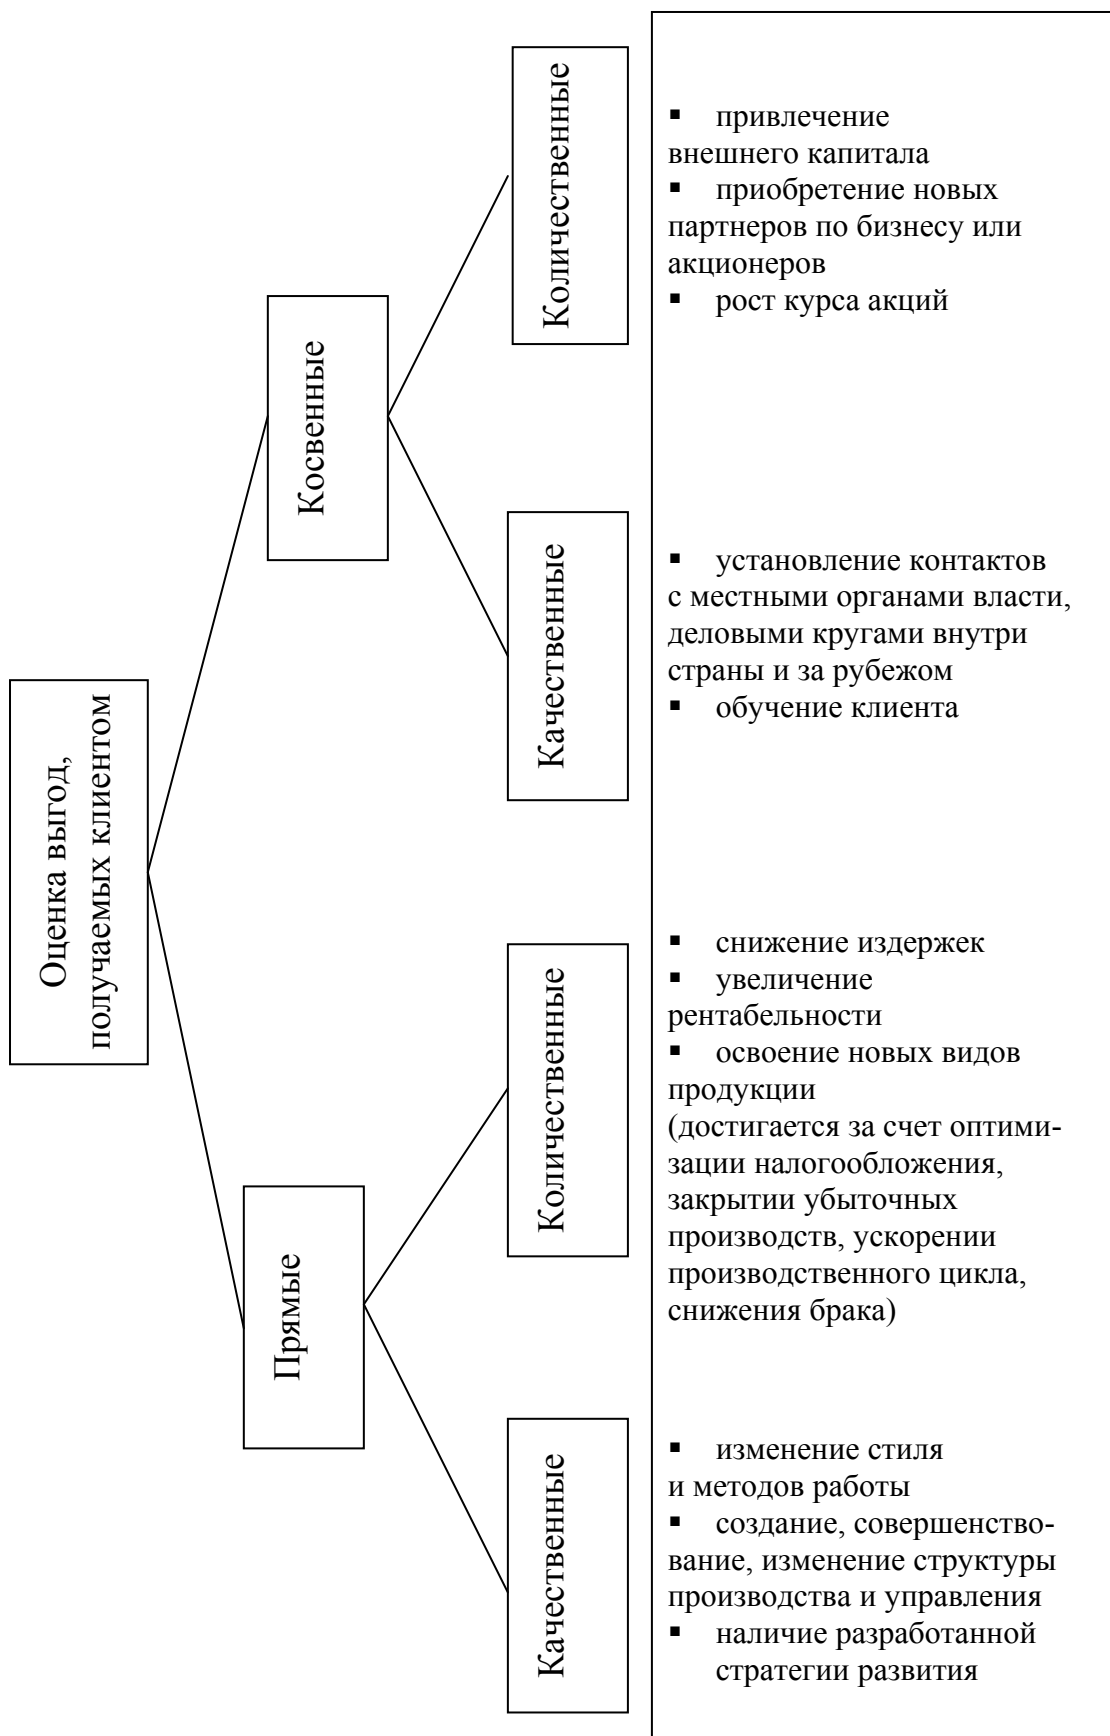 Оценка выгод,
получаемых клиентом
Косвенные
Прямые
Количественные
▪ привлечение
внешнего капитала
▪ приобретение новых
партнеров по бизнесу или
акционеров
▪ рост курса акций
Качественные
▪ установление контактов
с местными органами власти,
деловыми кругами внутри
страны и за рубежом
▪ обучение клиента
Количественные
▪ снижение издержек
▪ увеличение
рентабельности
▪ освоение новых видов
продукции
(достигается за счет оптими-
зации налогообложения,
закрытии убыточных
производств, ускорении
производственного цикла,
снижения брака)
Качественные
▪ изменение стиля
и методов работы
▪ создание, совершенство-
вание, изменение структуры
производства и управления
▪ наличие разработанной
стратегии развития